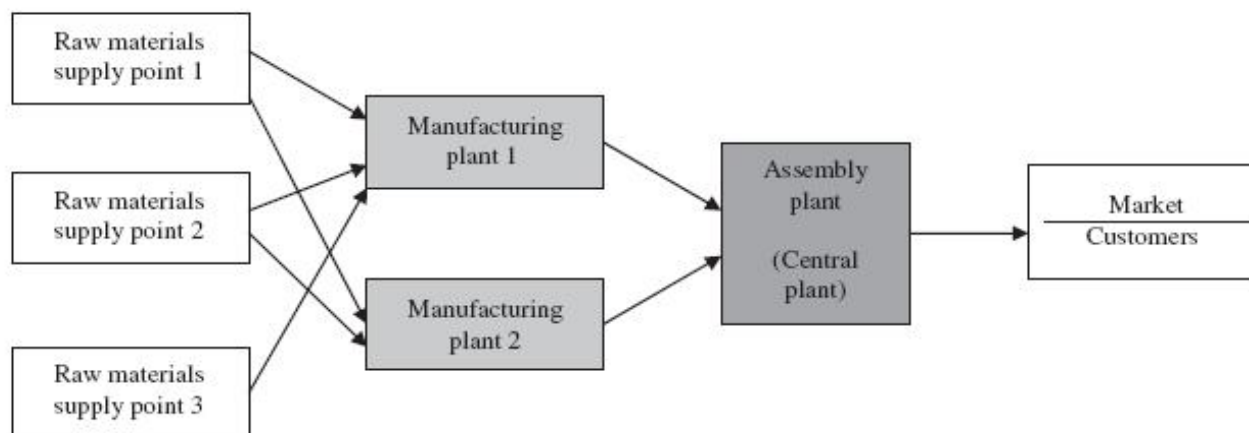 Raw materials
supply point 1
Raw materials
supply point 2
Raw materials
supply point 3
Manufacturing
plant 1
Manufacturing
plant 2
Assembly
plant
(Central
plant)
Market
Customers